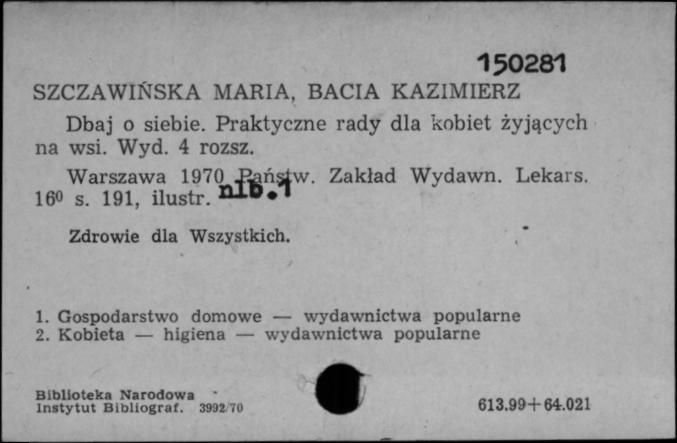 150281
SZCZAWIŃSKA MARIA, BACIA KAZIMIERZ
Dbaj o siebie. Praktyczne rady dla kobiet żyjących
na wsi. Wyd. 4 rozsz.
Warszawa 1970 Państw. Zakład Wydawn. Lekars.
16⁰ s. 191, ilustr. nlb.1
Zdrowie dla Wszystkich.
1. Gospodarstwo domowe — wydawnictwa popularne
2. Kobieta — higiena — wydawnictwa popularne
Biblioteka Narodowa
Instytut Bibliograf. 3992/70
613.99+64.021